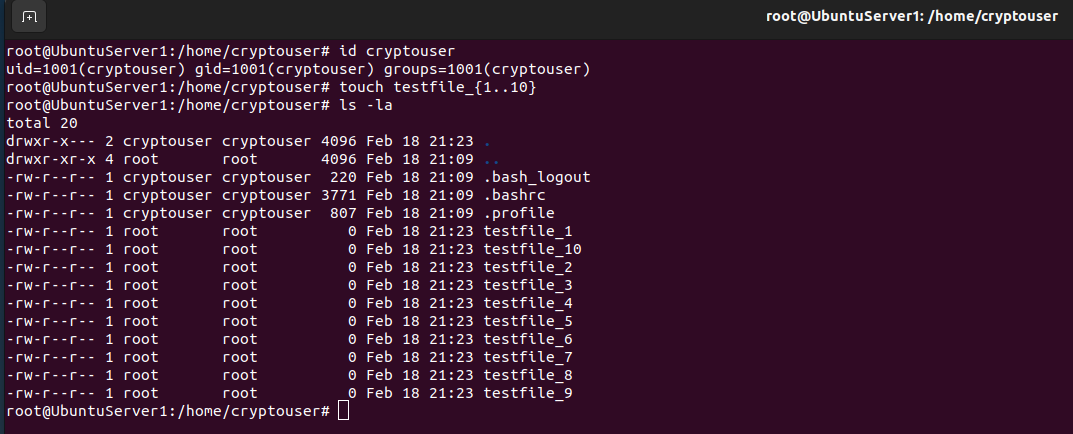 root@UbuntuServer1: /home/cryptouser
root@UbuntuServer1:/home/cryptouser# id cryptouser
uid=1001(cryptouser) gid=1001(cryptouser) groups=1001(cryptouser)
root@UbuntuServer1:/home/cryptouser# touch testfile_{1..10}
root@UbuntuServer1:/home/cryptouser# ls -la
total 20
drwxr-x--- 2 cryptouser cryptouser 4096 Feb 18 21:23 .
drwxr-xr-x 4 root       root       4096 Feb 18 21:09 ..
-rw-r--r-- 1 cryptouser cryptouser  220 Feb 18 21:09 .bash_logout
-rw-r--r-- 1 cryptouser cryptouser 3771 Feb 18 21:09 .bashrc
-rw-r--r-- 1 cryptouser cryptouser  807 Feb 18 21:09 .profile
-rw-r--r-- 1 root       root          0 Feb 18 21:23 testfile_1
-rw-r--r-- 1 root       root          0 Feb 18 21:23 testfile_10
-rw-r--r-- 1 root       root          0 Feb 18 21:23 testfile_2
-rw-r--r-- 1 root       root          0 Feb 18 21:23 testfile_3
-rw-r--r-- 1 root       root          0 Feb 18 21:23 testfile_4
-rw-r--r-- 1 root       root          0 Feb 18 21:23 testfile_5
-rw-r--r-- 1 root       root          0 Feb 18 21:23 testfile_6
-rw-r--r-- 1 root       root          0 Feb 18 21:23 testfile_7
-rw-r--r-- 1 root       root          0 Feb 18 21:23 testfile_8
-rw-r--r-- 1 root       root          0 Feb 18 21:23 testfile_9
root@UbuntuServer1:/home/cryptouser#